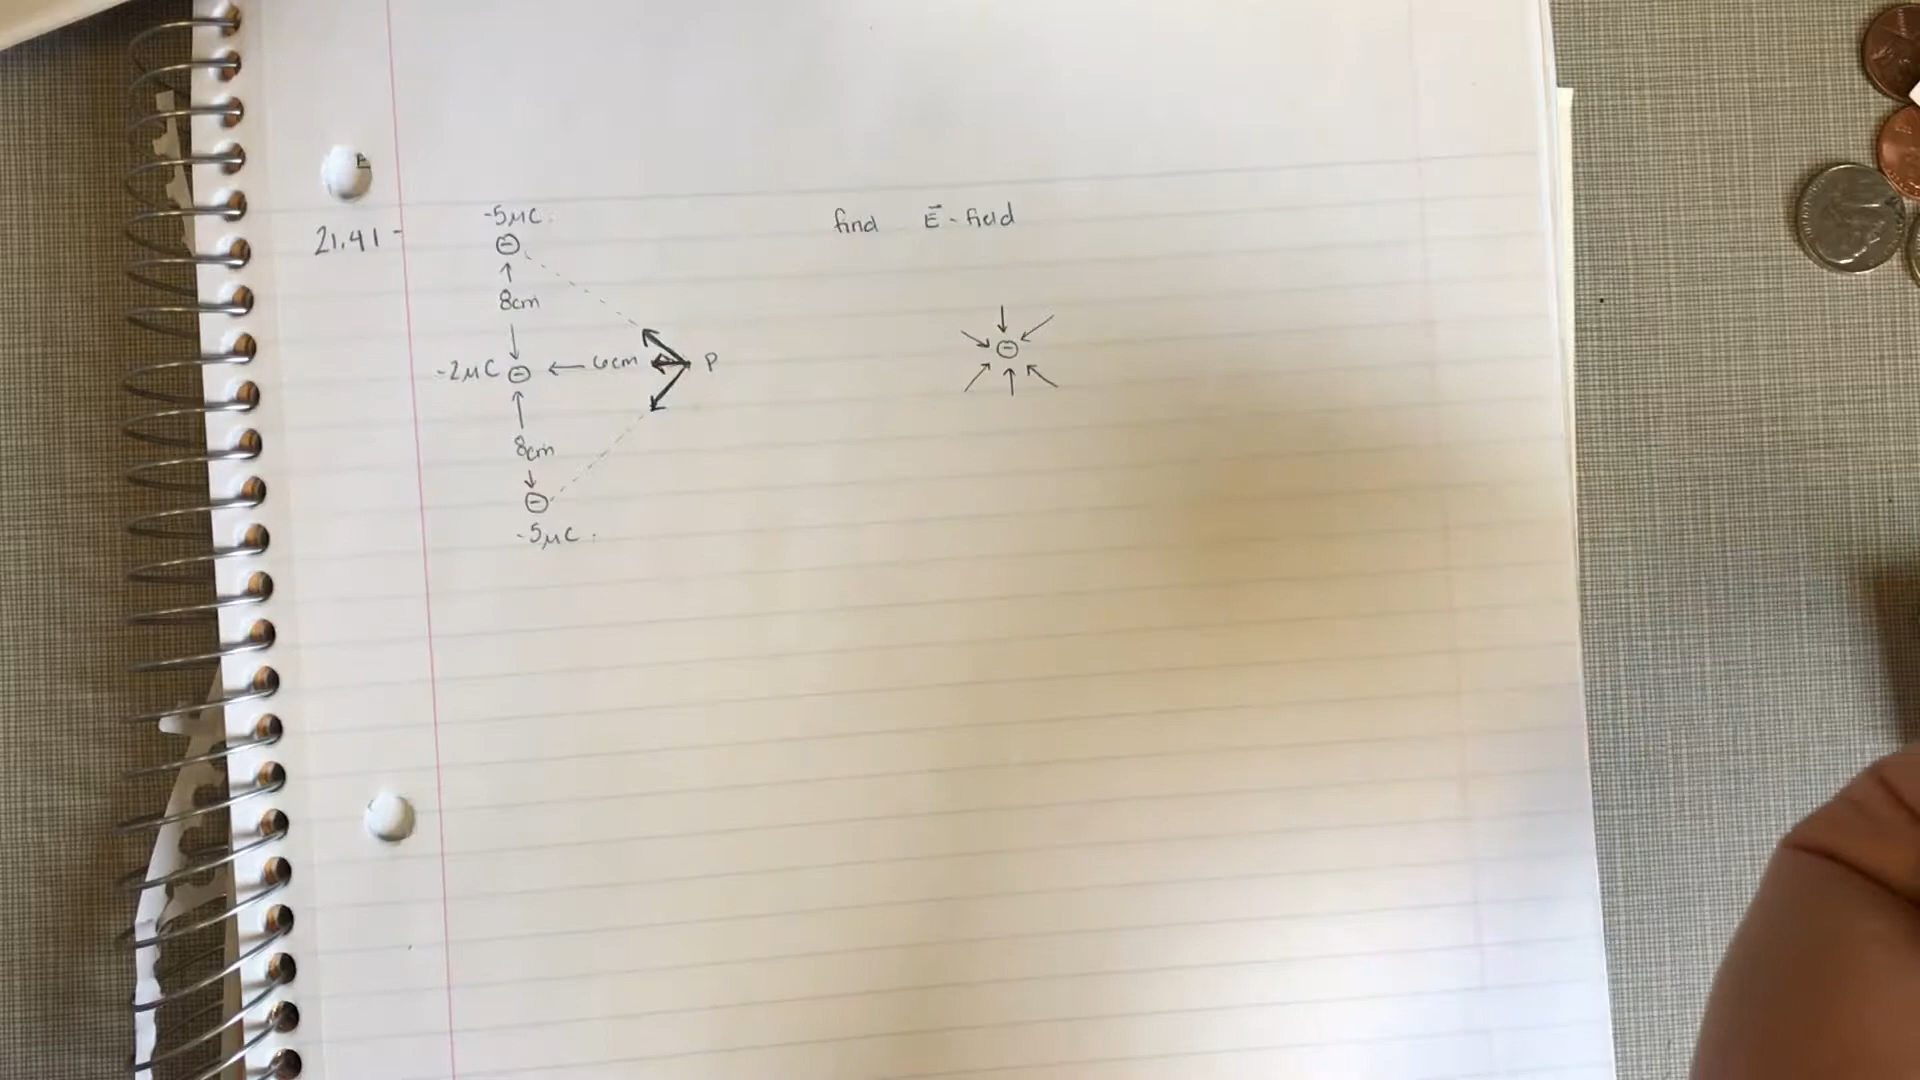 21.41 -
-5μC.
find E⃗ - field
8cm
-2μC
6cm
P
8cm
-5μC.